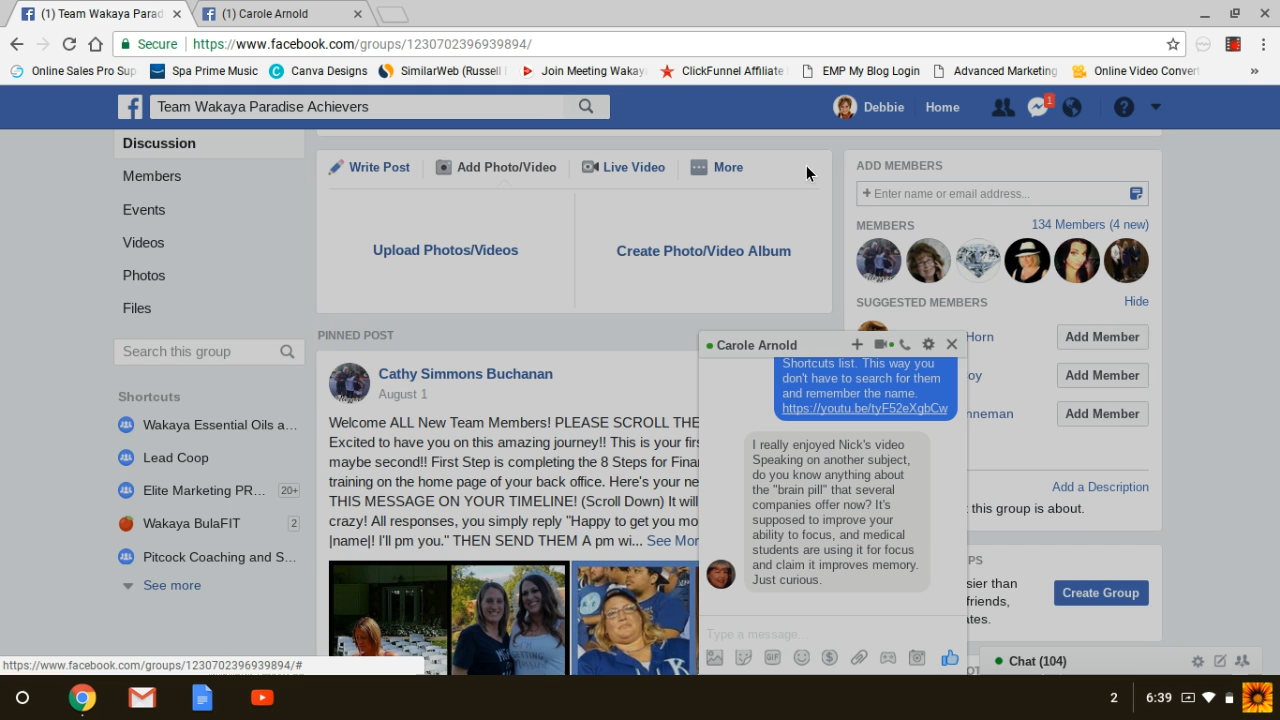 (1) Team Wakaya Parad
(1) Carole Arnold
Secure
https://www.facebook.com/groups/1230702396939894/
Online Sales Pro Sup
Spa Prime Music
Canva Designs
SimilarWeb (Russell
Join Meeting Wakay
ClickFunnel Affiliate
EMP My Blog Login
Advanced Marketing
Online Video Convert
»
Team Wakaya Paradise Achievers
Debbie
Home
1
Discussion
Members
Events
Videos
Photos
Files
Search this group
Shortcuts
Wakaya Essential Oils a...
Lead Coop
Elite Marketing PR... 20+
Wakaya BulaFIT 2
Pitcock Coaching and S...
See more
Write Post
Add Photo/Video
Live Video
More
Upload Photos/Videos
Create Photo/Video Album
PINNED POST
Cathy Simmons Buchanan
August 1
Welcome ALL New Team Members! PLEASE SCROLL THE
Excited to have you on this amazing journey!! This is your firs
maybe second!! First Step is completing the 8 Steps for Finan
training on the home page of your back office. Here's your ne
THIS MESSAGE ON YOUR TIMELINE! (Scroll Down) It will
crazy! All responses, you simply reply "Happy to get you mo
|name|! I'll pm you." THEN SEND THEM A pm wi... See Mor
ADD MEMBERS
+ Enter name or email address...
MEMBERS
134 Members (4 new)
SUGGESTED MEMBERS
Hide
Horn
Add Member
oy
Add Member
nneman
Add Member
Add a Description
this group is about.
PS
sier than
friends,
ates.
Create Group
Carole Arnold
Shortcuts list. This way you
don't have to search for them
and remember the name.
https://youtu.be/tyF52eXgbCw
I really enjoyed Nick's video
Speaking on another subject,
do you know anything about
the "brain pill" that several
companies offer now? It's
supposed to improve your
ability to focus, and medical
students are using it for focus
and claim it improves memory.
Just curious.
Type a message...
GIF
Chat (104)
https://www.facebook.com/groups/1230702396939894/#
2
6:39